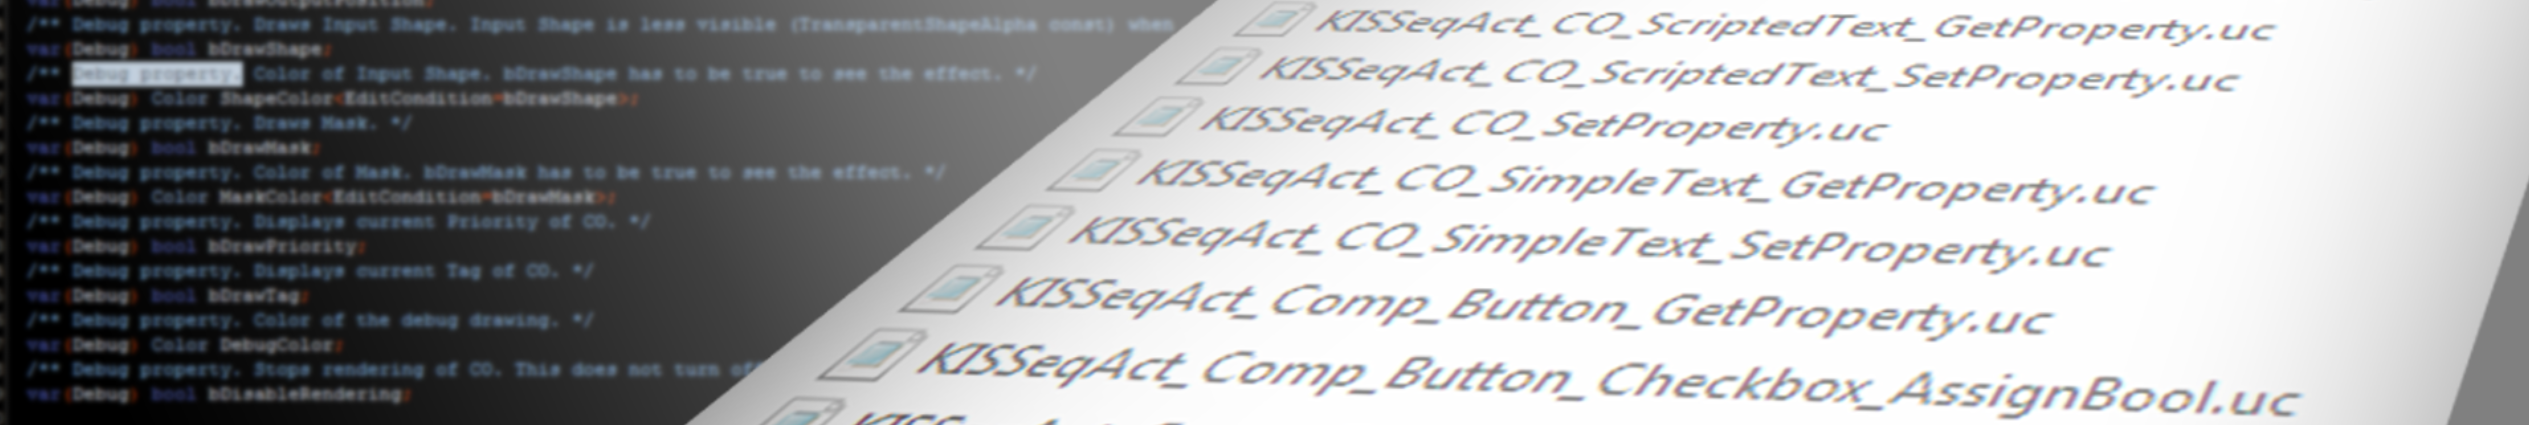 var(Debug) bool bDrawOutputPosition;
/** Debug property. Draws Input Shape. Input Shape is less visible (TransparentShapeAlpha const) when
var(Debug) bool bDrawShape;
/** Debug property. Color of Input Shape. bDrawShape has to be true to see the effect. */
var(Debug) Color ShapeColor<EditCondition=bDrawShape>;
/** Debug property. Draws Mask. */
var(Debug) bool bDrawMask;
/** Debug property. Color of Mask. bDrawMask has to be true to see the effect. */
var(Debug) Color MaskColor<EditCondition=bDrawMask>;
/** Debug property. Displays current Priority of CO. */
var(Debug) bool bDrawPriority;
/** Debug property. Displays current Tag of CO. */
var(Debug) bool bDrawTag;
/** Debug property. Color of the debug drawing. */
var(Debug) Color DebugColor;
/** Debug property. Stops rendering of CO. This does not turn off
var(Debug) bool bDisableRendering;
KISSeqAct_CO_ScriptedText_GetProperty.uc
KISSeqAct_CO_ScriptedText_SetProperty.uc
KISSeqAct_CO_SetProperty.uc
KISSeqAct_CO_SimpleText_GetProperty.uc
KISSeqAct_CO_SimpleText_SetProperty.uc
KISSeqAct_Comp_Button_GetProperty.uc
KISSeqAct_Comp_Button_Checkbox_AssignBool.uc